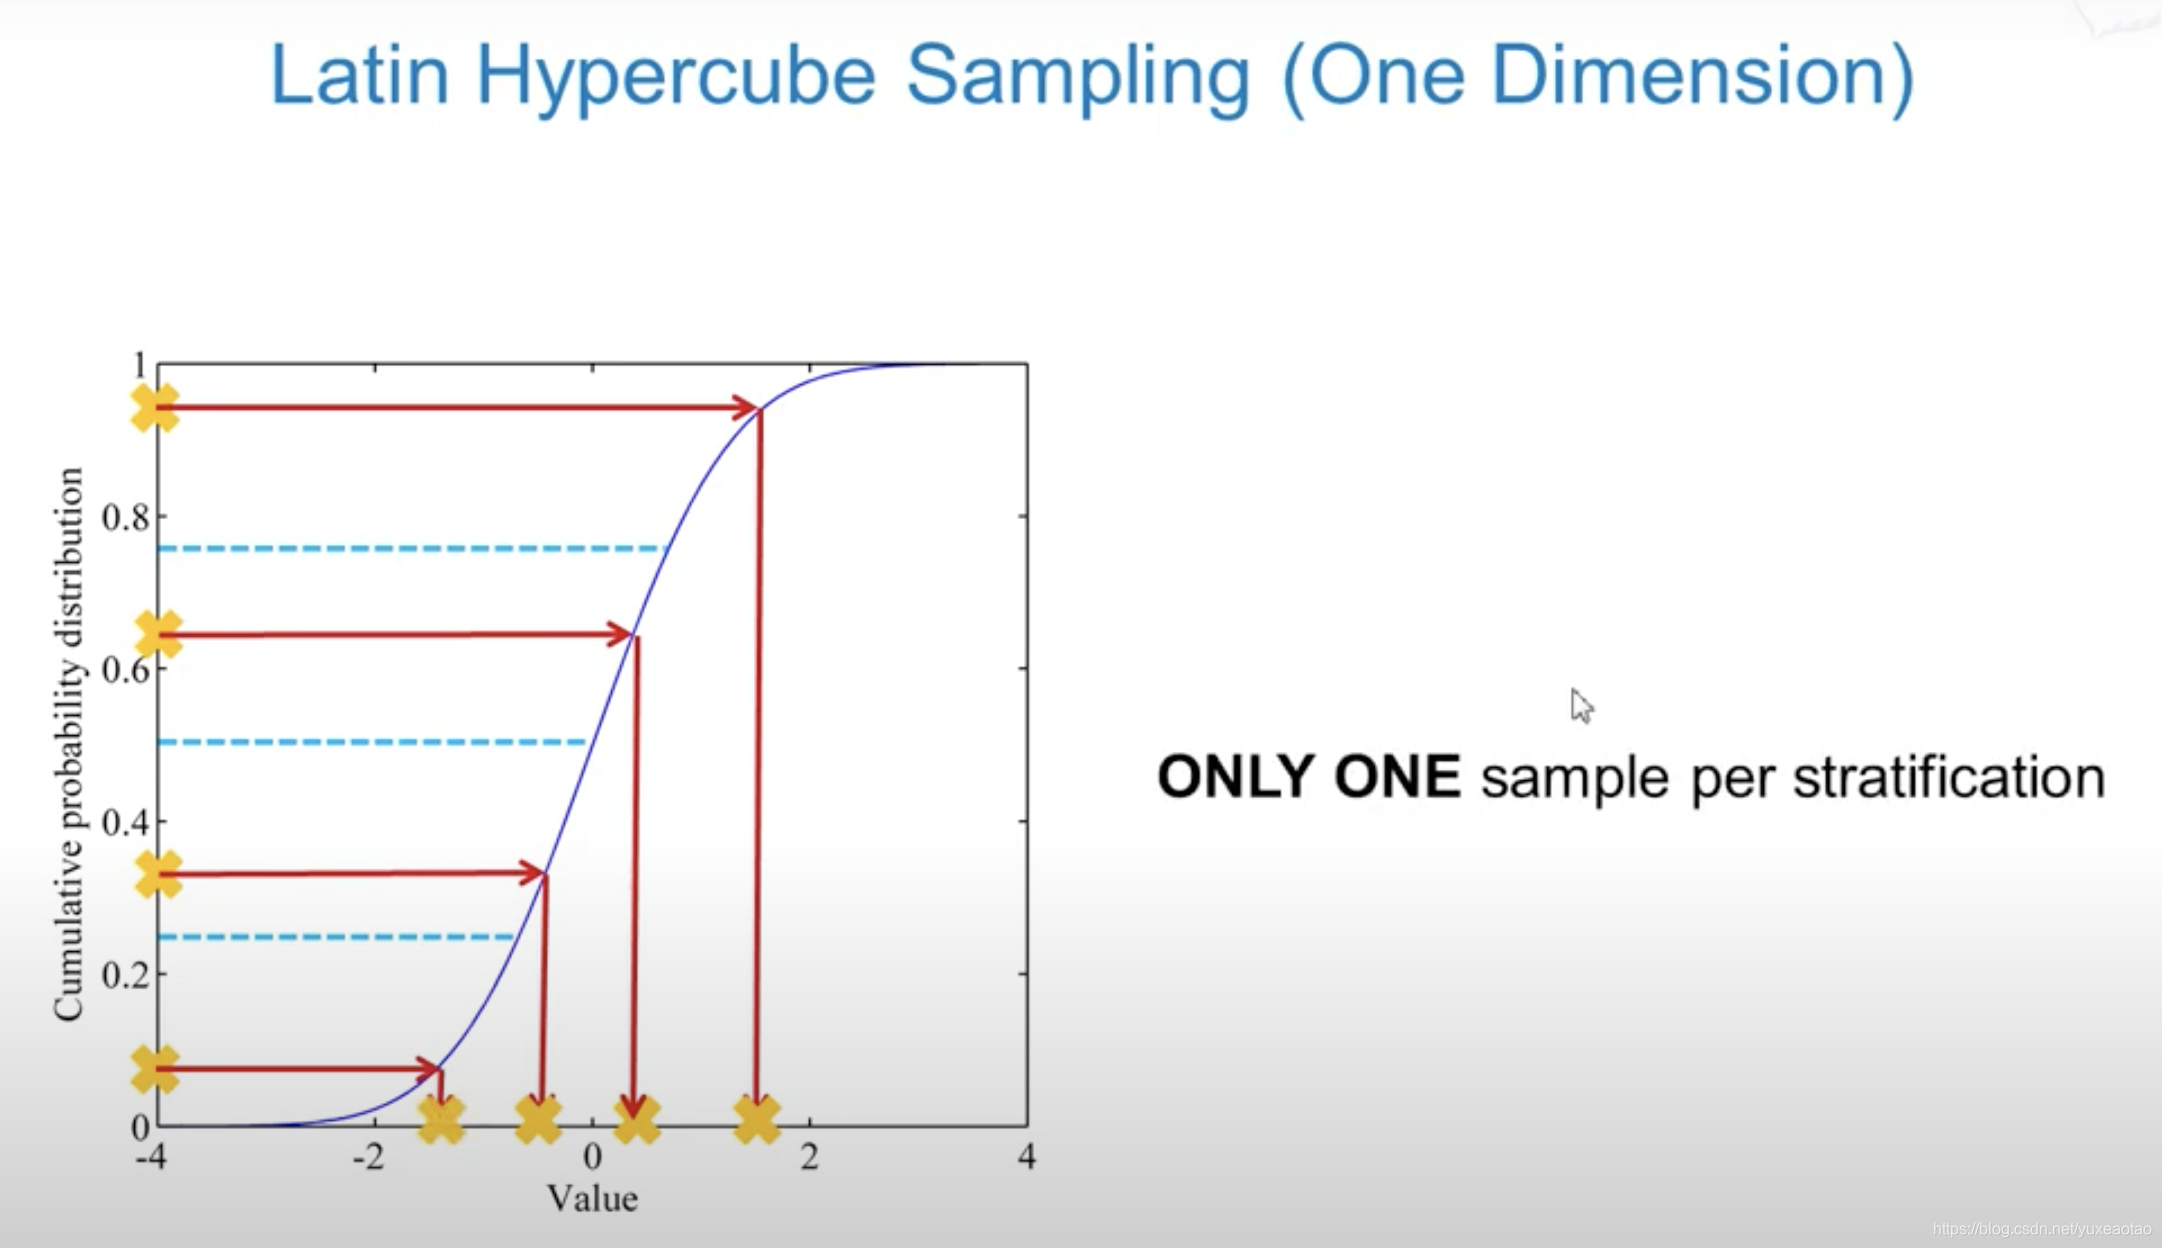 Latin Hypercube Sampling (One Dimension)
1
0.8
0.6
0.4
0.2
0
-4
-2
0
2
4
Cumulative probability distribution
Value
ONLY ONE sample per stratification
https://blog.csdn.net/yuxeaotao